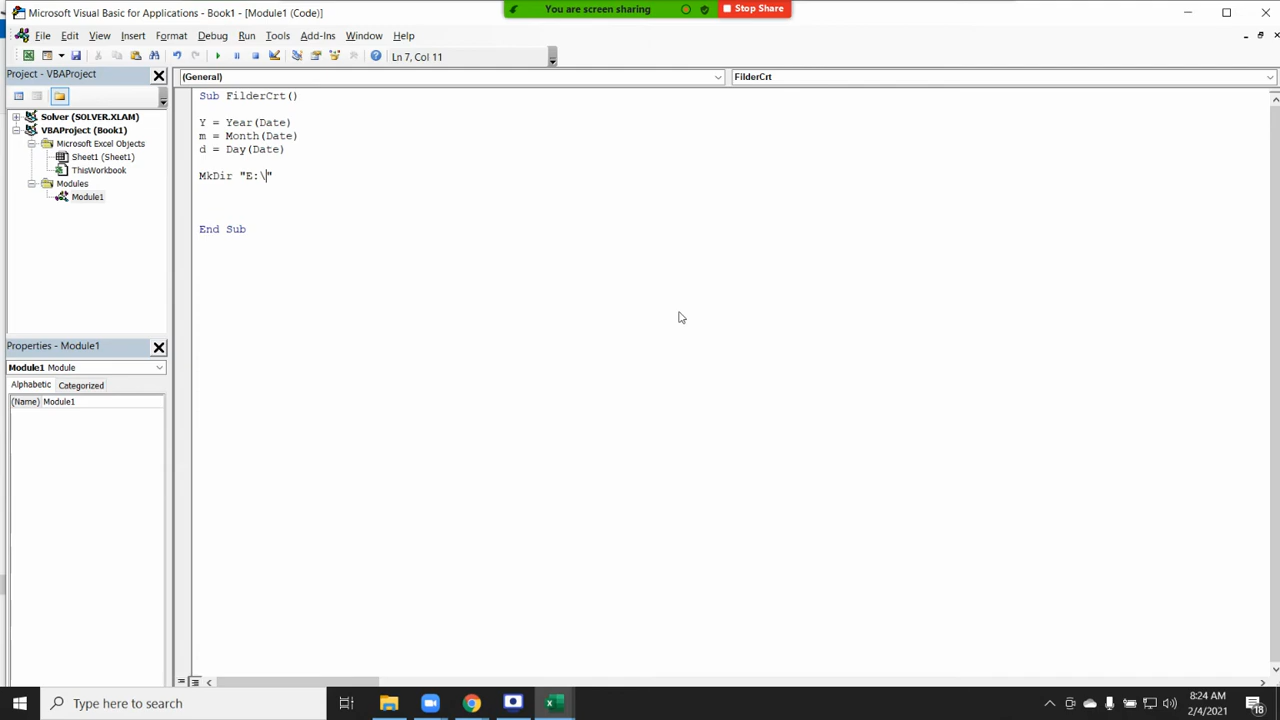 You are screen sharing
Stop Share
Microsoft Visual Basic for Applications - Book1 - [Module1 (Code)]
File Edit View Insert Format Debug Run Tools Add-Ins Window Help
Ln 7, Col 11
Project - VBAProject
(General)
FilderCrt
Solver (SOLVER.XLAM)
VBAProject (Book1)
Microsoft Excel Objects
Sheet1 (Sheet1)
ThisWorkbook
Modules
Module1
Sub FilderCrt()
Y = Year(Date)
m = Month(Date)
d = Day(Date)
MkDir "E:\"
End Sub
Properties - Module1
Module1 Module
Alphabetic Categorized
(Name) Module1
Type here to search
8:24 AM
2/4/2021
18